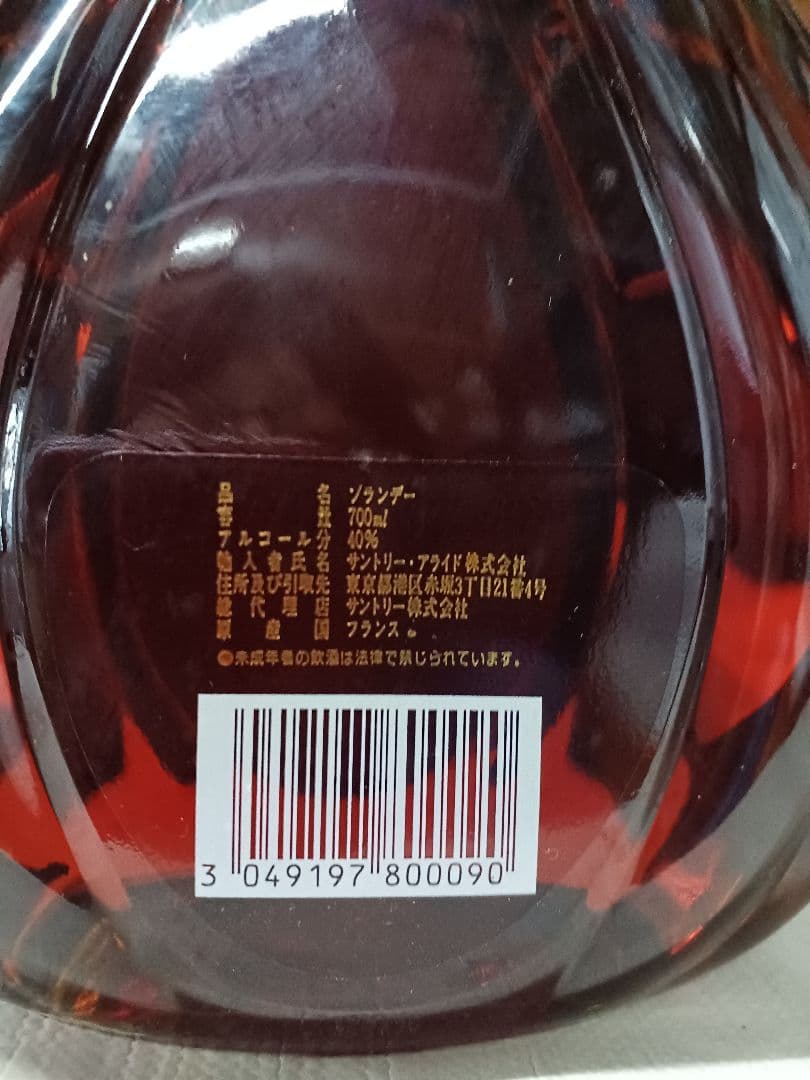 品名 ソランデー
容量 700ml
アルコール分 40%
輸入者氏名 サントリー・アライド株式会社
住所及び引取先 東京都港区赤坂3丁目21番4号
総代理店 サントリー株式会社
原産国 フランス
●未成年者の飲酒は法律で禁じられています。
3 049197 800090